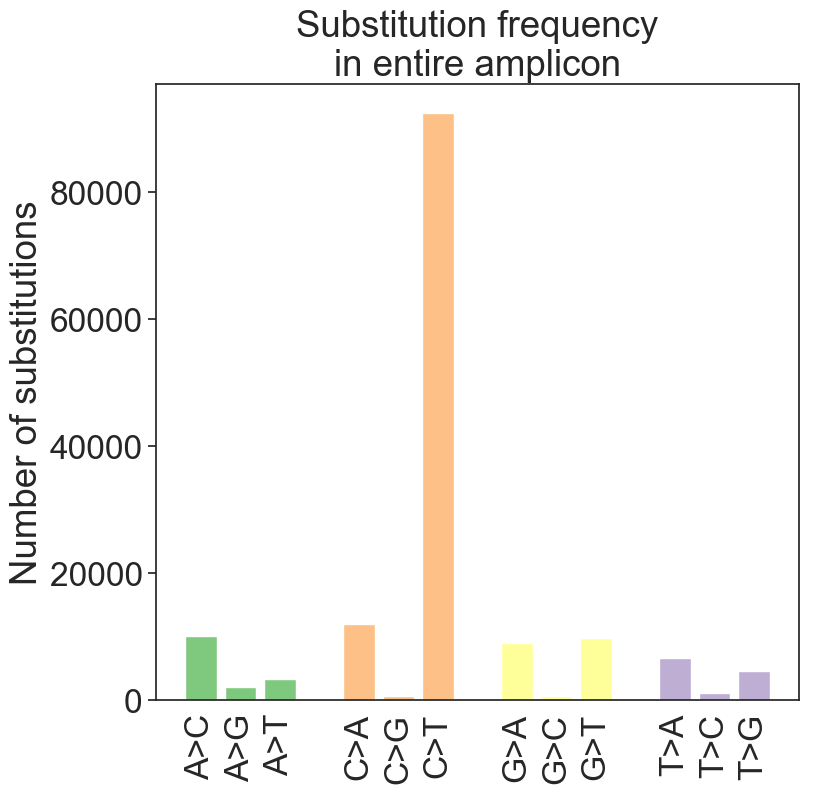 Substitution frequency
in entire amplicon
Number of substitutions
80000
60000
40000
20000
0
A>C
A>G
A>T
C>A
C>G
C>T
G>A
G>C
G>T
T>A
T>C
T>G